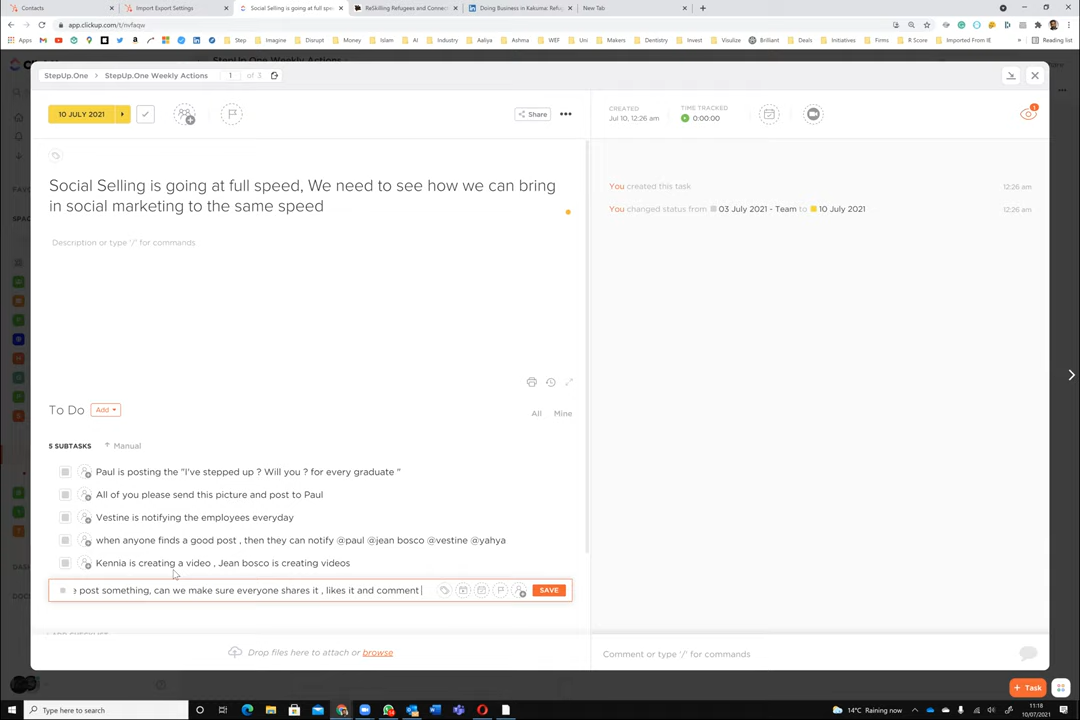 Contacts
Import Export Settings
Social Selling is going at full spe
ReSkilling Refugees and Connec
Doing Business in Kakuma: Refug
New Tab
app.clickup.com/t/nvfaqw
Apps
Step
Imagine
Disrupt
Money
Islam
AI
Industry
Aaliya
Ashma
WEF
Uni
Makers
Dentistry
Invest
Visulize
Brilliant
Deals
Initiatives
Firms
R Score
Imported From IE
Reading list
StepUp.One > StepUp.One Weekly Actions 1 of 3
10 JULY 2021
Share
CREATED
Jul 10, 12:26 am
TIME TRACKED
0:00:00
1
Social Selling is going at full speed, We need to see how we can bring
in social marketing to the same speed
Description or type '/' for commands
You created this task 12:26 am
You changed status from 03 July 2021 - Team to 10 July 2021 12:26 am
To Do Add
All Mine
5 SUBTASKS Manual
Paul is posting the "I've stepped up ? Will you ? for every graduate "
All of you please send this picture and post to Paul
Vestine is notifying the employees everyday
when anyone finds a good post , then they can notify @paul @jean bosco @vestine @yahya
Kennia is creating a video , Jean bosco is creating videos
e post something, can we make sure everyone shares it , likes it and comment
SAVE
+ ADD CHECKLIST
Drop files here to attach or browse
Comment or type '/' for commands
+ Task
Type here to search
14°C Raining now
11:18
10/07/2021